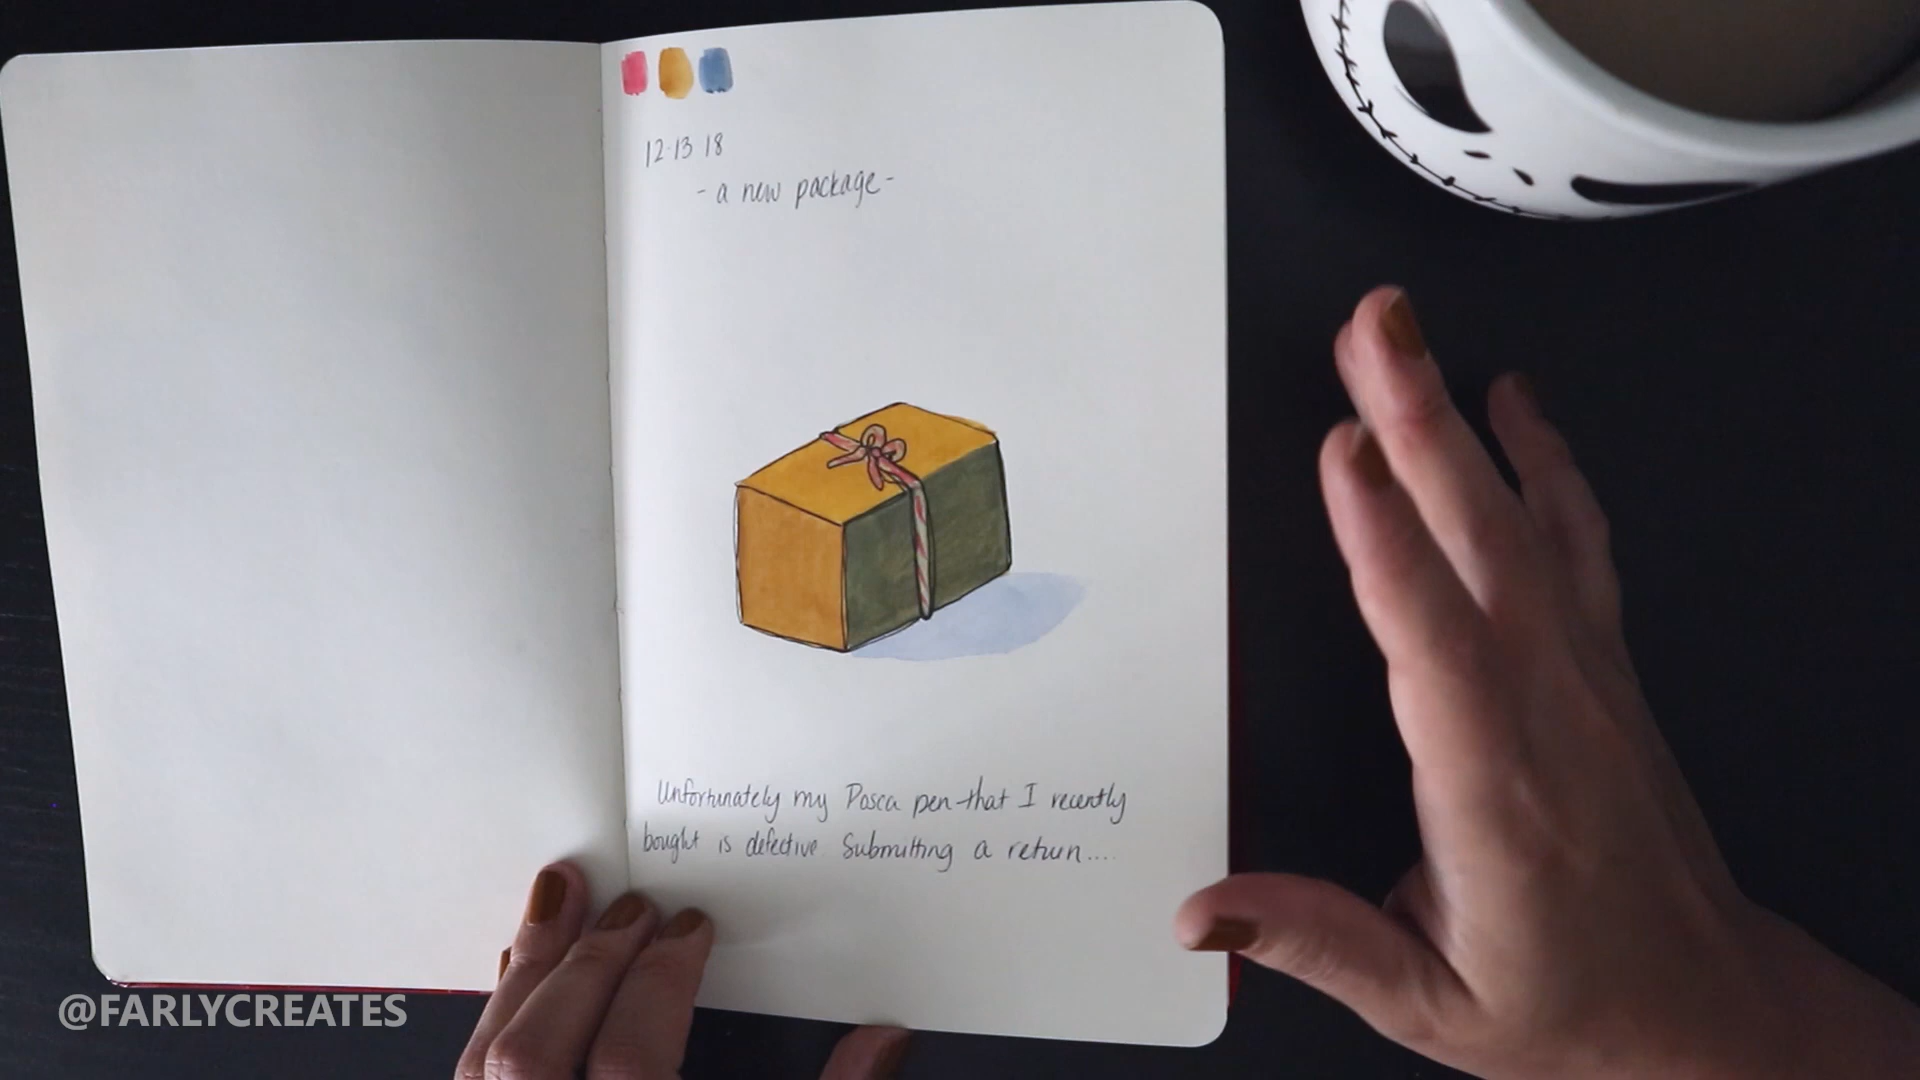 12·13 18
- a new package -
Unfortunately my Posca pen that I recently
bought is defective. Submitting a return....
@FARLYCREATES